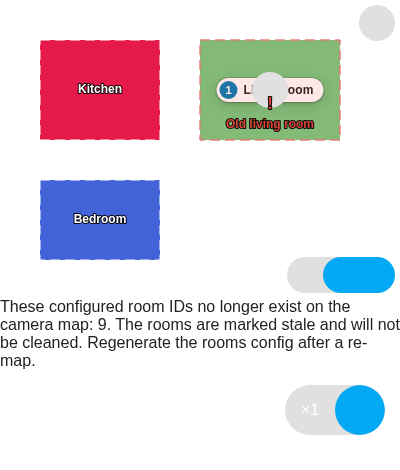 Kitchen
1
!
Old living room
Bedroom
These configured room IDs no longer exist on the
camera map: 9. The rooms are marked stale and will not
be cleaned. Regenerate the rooms config after a re-
map.
×1